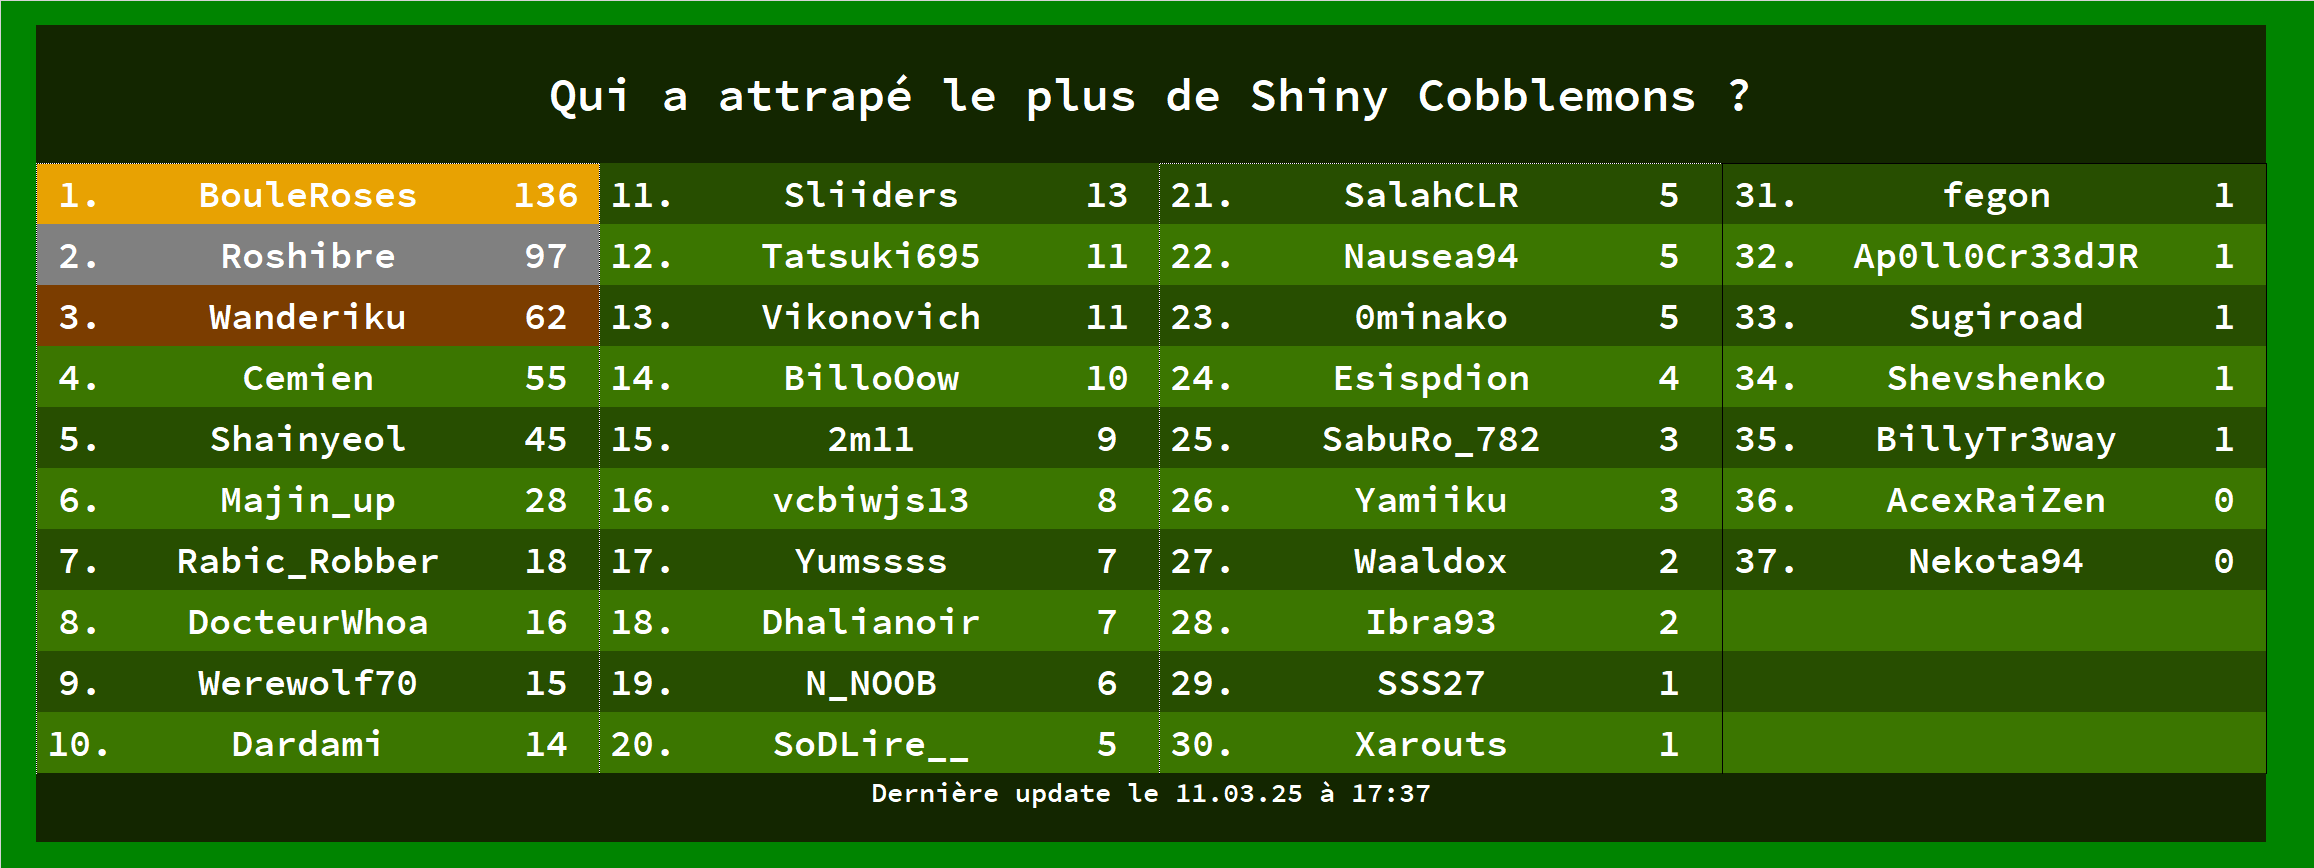 Qui a attrapé le plus de Shiny Cobblemons ?
1. BouleRoses 136
2. Roshibre 97
3. Wanderiku 62
4. Cemien 55
5. Shainyeol 45
6. Majin_up 28
7. Rabic_Robber 18
8. DocteurWhoa 16
9. Werewolf70 15
10. Dardami 14
11. Sliiders 13
12. Tatsuki695 11
13. Vikonovich 11
14. BilloOow 10
15. 2m11 9
16. vcbiwjs13 8
17. Yumssss 7
18. Dhalianoir 7
19. N_NOOB 6
20. SoDLire__ 5
21. SalahCLR 5
22. Nausea94 5
23. 0minako 5
24. Esispdion 4
25. SabuRo_782 3
26. Yamiiku 3
27. Waaldox 2
28. Ibra93 2
29. SSS27 1
30. Xarouts 1
31. fegon 1
32. Ap0ll0Cr33dJR 1
33. Sugiroad 1
34. Shevshenko 1
35. BillyTr3way 1
36. AcexRaiZen 0
37. Nekota94 0
Dernière update le 11.03.25 à 17:37